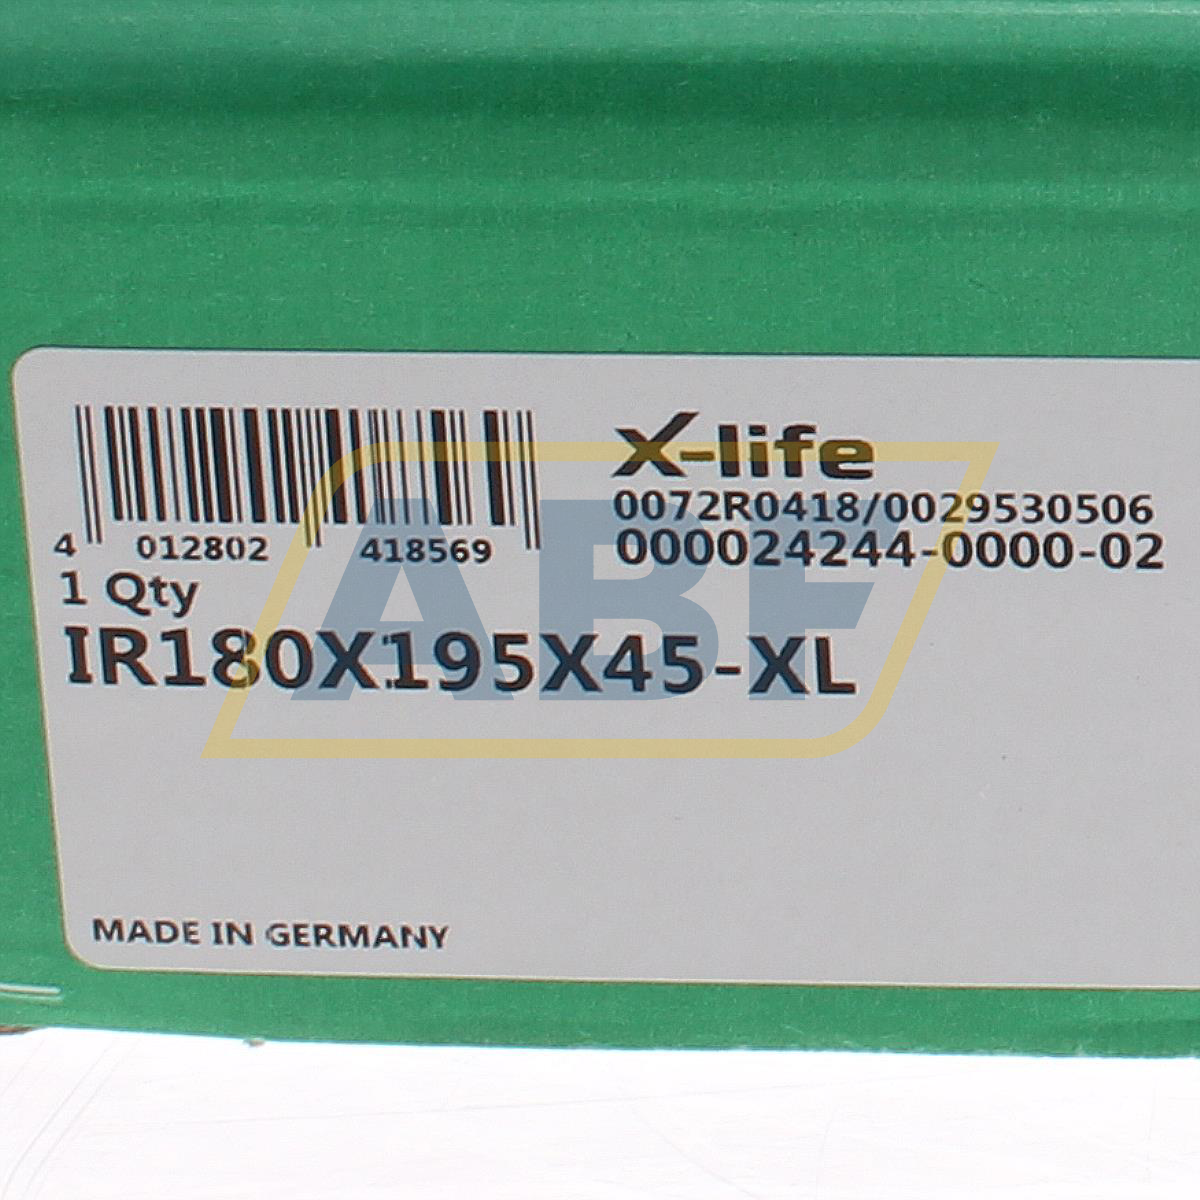 X-life
0072R0418/0029530506
000024244-0000-02
4 012802 418569
1 Qty
IR180X195X45-XL
ABF
MADE IN GERMANY